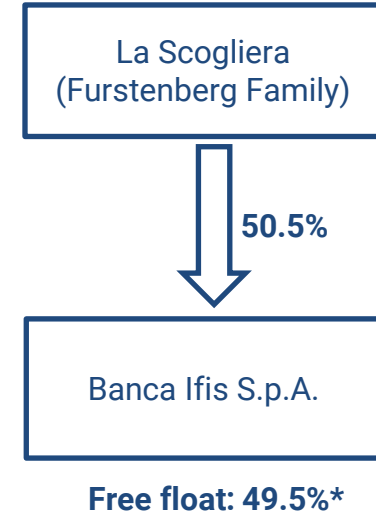 La Scogliera
(Furstenberg Family)
50.5%
Banca Ifis S.p.A.
Free float: 49.5%*